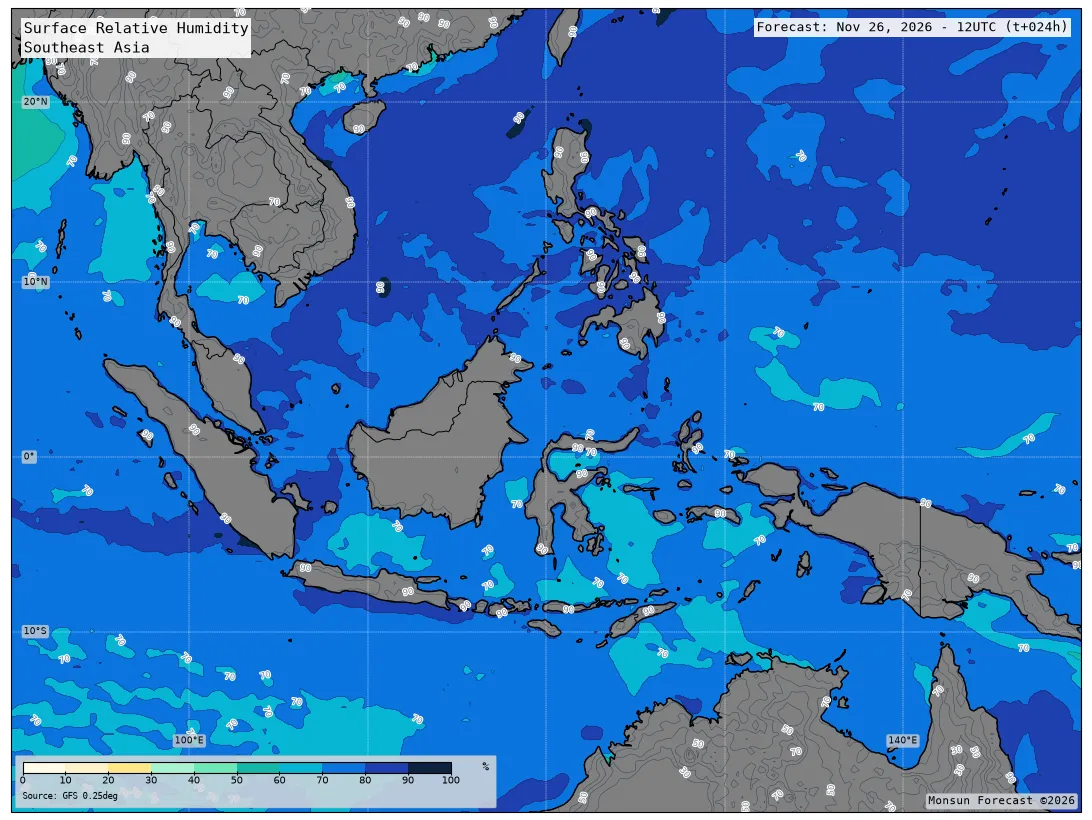 Surface Relative Humidity
Southeast Asia
Forecast: Nov 26, 2026 - 12UTC (t+024h)
20°N
10°N
0°
10°S
100°E
140°E
0 10 20 30 40 50 60 70 80 90 100
%
Source: GFS 0.25deg
Monsun Forecast ©2026